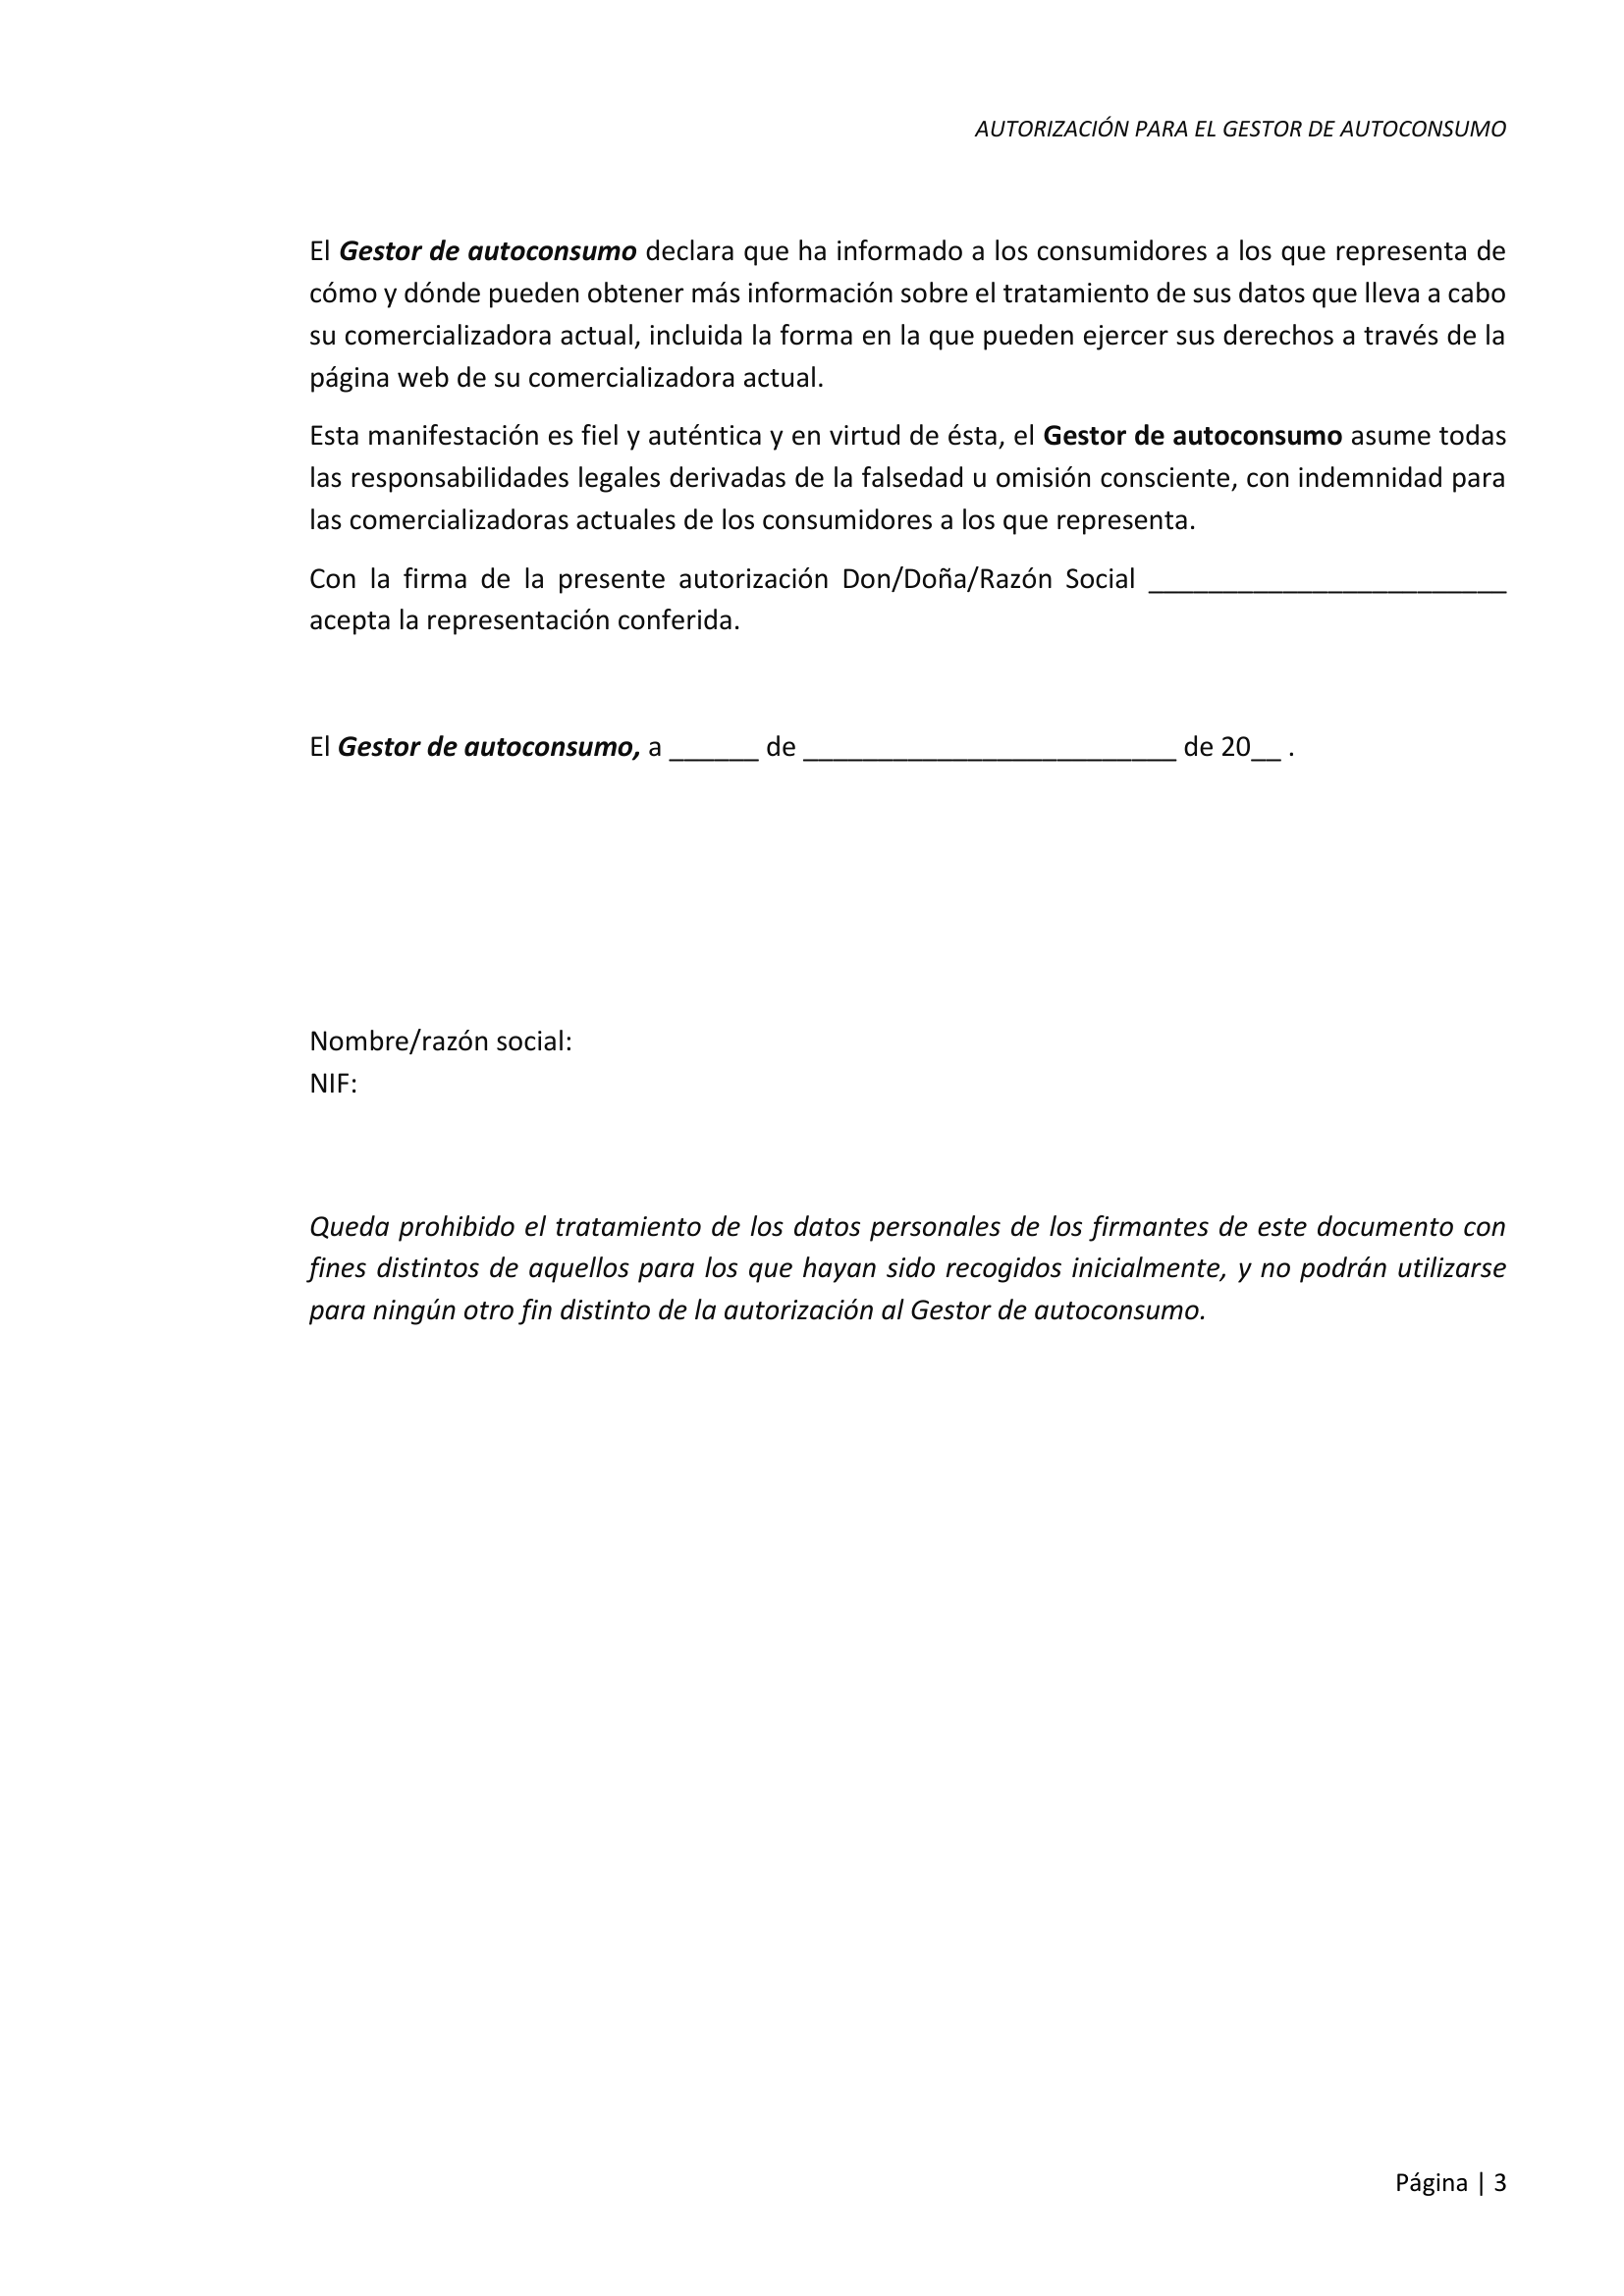 AUTORIZACIÓN PARA EL GESTOR DE AUTOCONSUMO
El Gestor de autoconsumo declara que ha informado a los consumidores a los que representa de
cómo y dónde pueden obtener más información sobre el tratamiento de sus datos que lleva a cabo
su comercializadora actual, incluida la forma en la que pueden ejercer sus derechos a través de la
página web de su comercializadora actual.
Esta manifestación es fiel y auténtica y en virtud de ésta, el Gestor de autoconsumo asume todas
las responsabilidades legales derivadas de la falsedad u omisión consciente, con indemnidad para
las comercializadoras actuales de los consumidores a los que representa.
Con la firma de la presente autorización Don/Doña/Razón Social ________________________
acepta la representación conferida.
El Gestor de autoconsumo, a ______ de _________________________ de 20__ .
Nombre/razón social:
NIF:
Queda prohibido el tratamiento de los datos personales de los firmantes de este documento con
fines distintos de aquellos para los que hayan sido recogidos inicialmente, y no podrán utilizarse
para ningún otro fin distinto de la autorización al Gestor de autoconsumo.
Página | 3